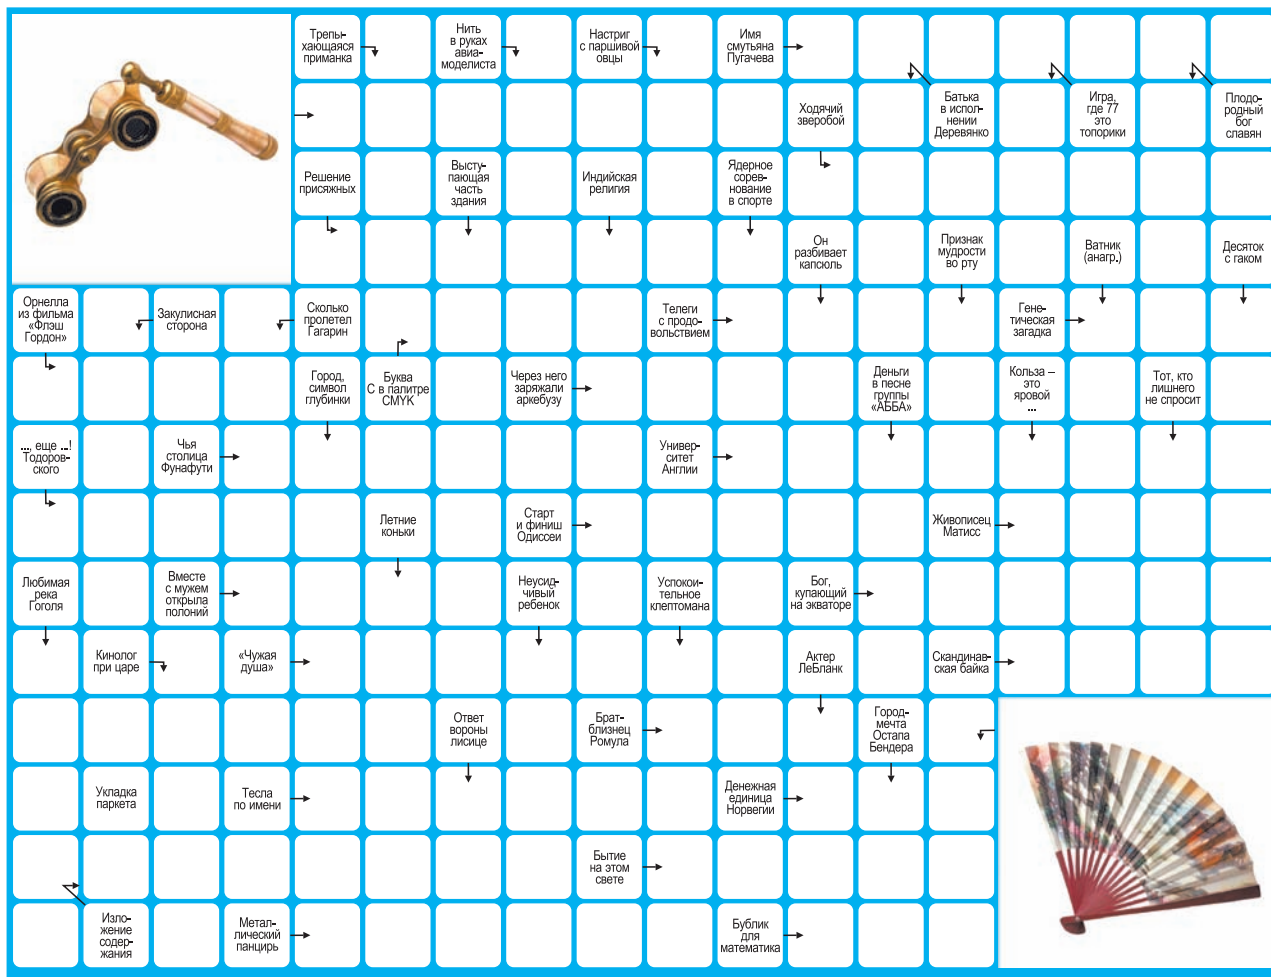 Трепы-
хающаяся
приманка
Нить
в руках
авиа-
моделиста
Настриг
с паршивой
овцы
Имя
смутьяна
Пугачева
Ходячий
зверобой
Батька
в испол-
нении
Деревянко
Игра,
где 77
это
топорики
Плодо-
родный
бог
славян
Решение
присяжных
Высту-
пающая
часть
здания
Индийская
религия
Ядерное
сорев-
нование
в спорте
Он
разбивает
капсюль
Признак
мудрости
во рту
Ватник
(анагр.)
Десяток
с гаком
Орнелла
из фильма
«Флэш
Гордон»
Закулисная
сторона
Сколько
пролетел
Гагарин
Телеги
с продо-
вольствием
Гене-
тическая
загадка
Город,
символ
глубинки
Буква
С в палитре
CMYK
Через него
заряжали
аркебузу
Деньги
в песне
группы
«АББА»
Кольза –
это
яровой
...
Тот, кто
лишнего
не спросит
..., еще ...!
Тодоров-
ского
Чья
столица
Фунафути
Универ-
ситет
Англии
Летние
коньки
Старт
и финиш
Одиссеи
Живописец
Матисс
Любимая
река
Гоголя
Вместе
с мужем
открыла
полоний
Неусид-
чивый
ребенок
Успокои-
тельное
клептомана
Бог,
купающий
на экваторе
Кинолог
при царе
«Чужая
душа»
Актер
ЛеБланк
Скандинав-
ская байка
Ответ
вороны
лисице
Брат-
близнец
Ромула
Город-
мечта
Остапа
Бендера
Укладка
паркета
Тесла
по имени
Денежная
единица
Норвегии
Бытие
на этом
свете
Изло-
жение
содер-
жания
Метал-
лический
панцирь
Бублик
для
математика